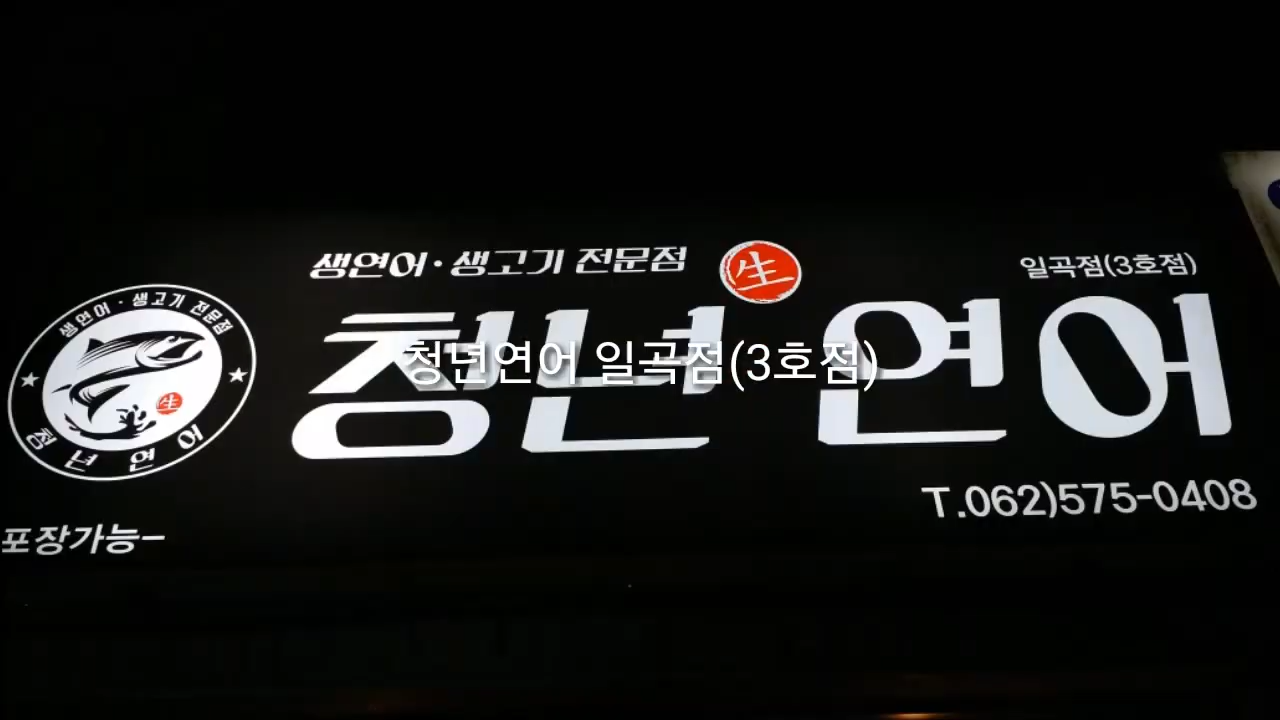 생연어·생고기 전문점
生
일곡점(3호점)
청년연어
청년연어 일곡점(3호점)
T.062)575-0408
생연어·생고기 전문점
生
청년연어
포장가능-